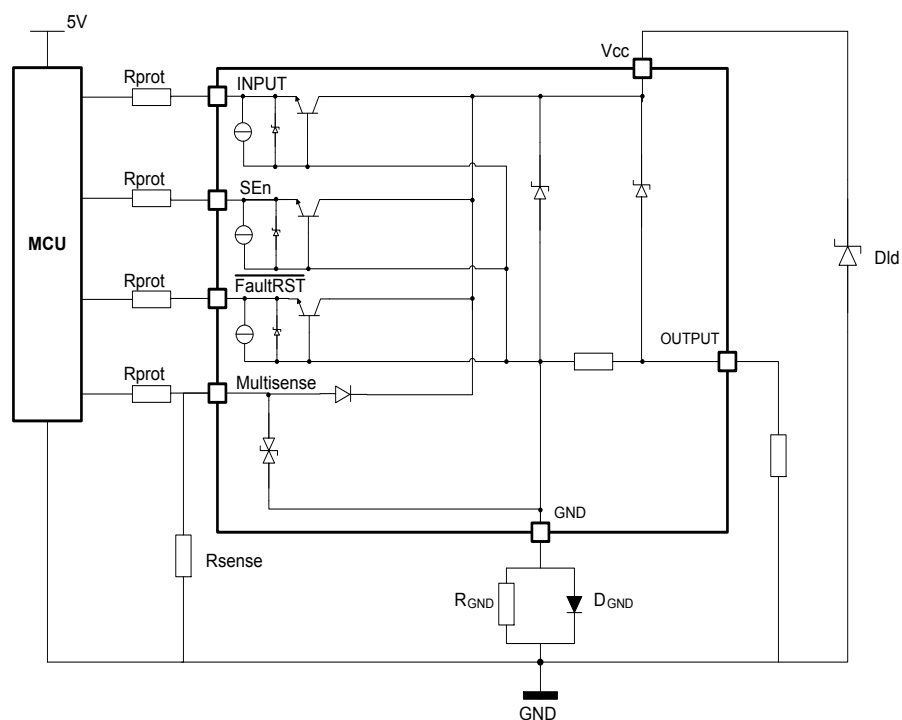 5V
Vcc
Rprot
INPUT
Rprot
SEn
MCU
Dld
Rprot
FaultRST
OUTPUT
Rprot
Multisense
GND
Rsense
RGND
DGND
GND